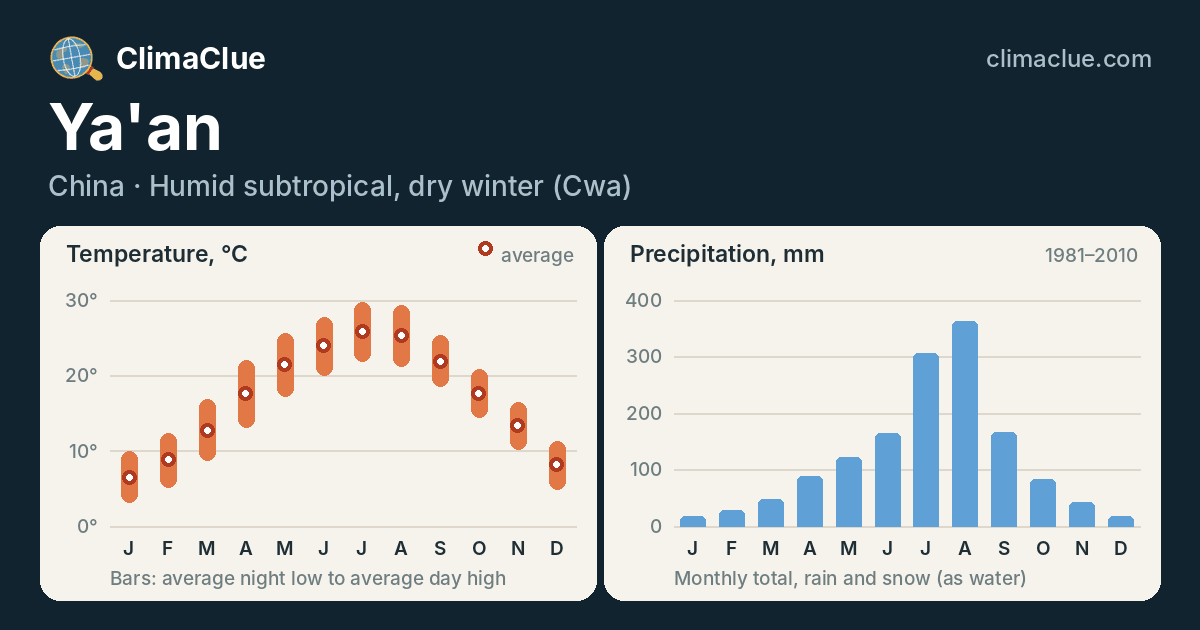 ClimaClue
climaclue.com
Ya'an
China · Humid subtropical, dry winter (Cwa)
Temperature, °C
average
30°
20°
10°
0°
J F M A M J J A S O N D
Bars: average night low to average day high
Precipitation, mm
1981–2010
400
300
200
100
0
J F M A M J J A S O N D
Monthly total, rain and snow (as water)